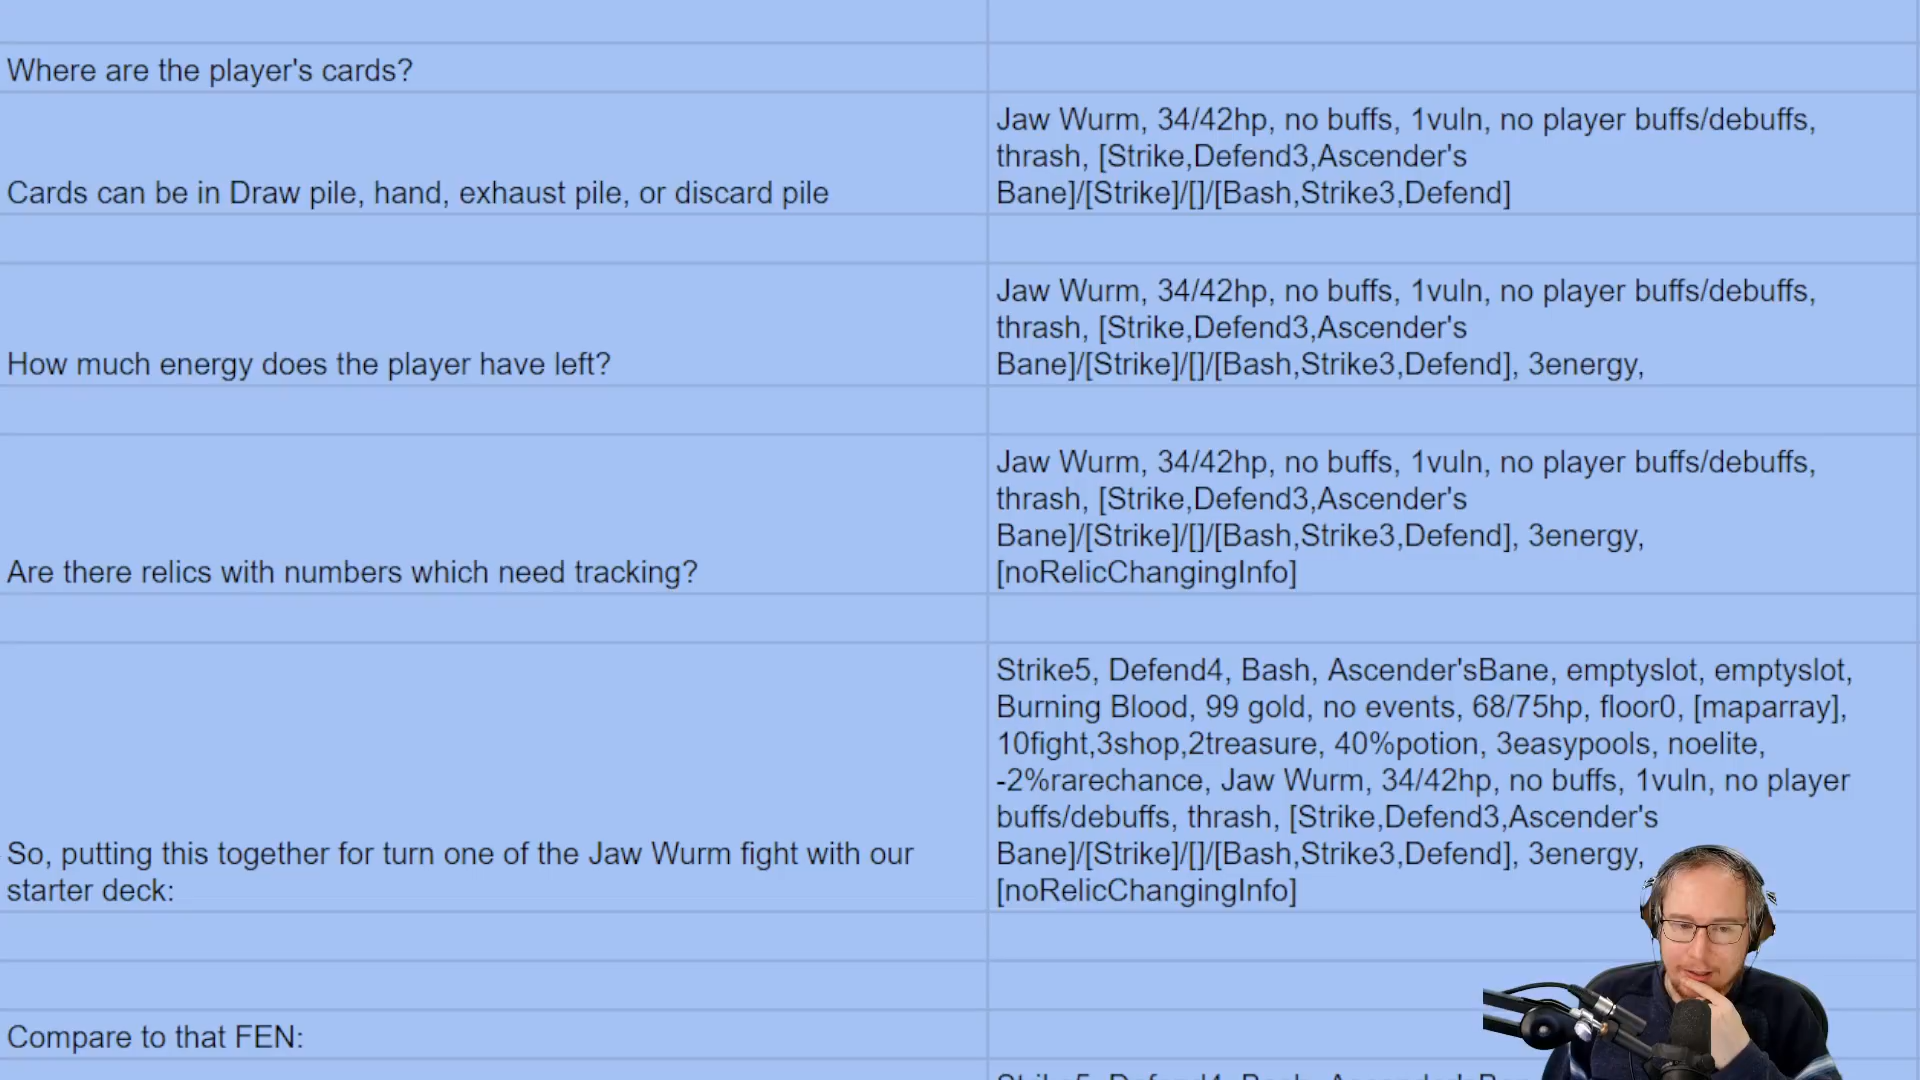 Where are the player's cards?
Cards can be in Draw pile, hand, exhaust pile, or discard pile
Jaw Wurm, 34/42hp, no buffs, 1vuln, no player buffs/debuffs,
thrash, [Strike,Defend3,Ascender's
Bane]/[Strike]/[]/[Bash,Strike3,Defend]
How much energy does the player have left?
Jaw Wurm, 34/42hp, no buffs, 1vuln, no player buffs/debuffs,
thrash, [Strike,Defend3,Ascender's
Bane]/[Strike]/[]/[Bash,Strike3,Defend], 3energy,
Are there relics with numbers which need tracking?
Jaw Wurm, 34/42hp, no buffs, 1vuln, no player buffs/debuffs,
thrash, [Strike,Defend3,Ascender's
Bane]/[Strike]/[]/[Bash,Strike3,Defend], 3energy,
[noRelicChangingInfo]
So, putting this together for turn one of the Jaw Wurm fight with our
starter deck:
Strike5, Defend4, Bash, Ascender'sBane, emptyslot, emptyslot,
Burning Blood, 99 gold, no events, 68/75hp, floor0, [maparray],
10fight,3shop,2treasure, 40%potion, 3easypools, noelite,
-2%rarechance, Jaw Wurm, 34/42hp, no buffs, 1vuln, no player
buffs/debuffs, thrash, [Strike,Defend3,Ascender's
Bane]/[Strike]/[]/[Bash,Strike3,Defend], 3energy,
[noRelicChangingInfo]
Compare to that FEN: